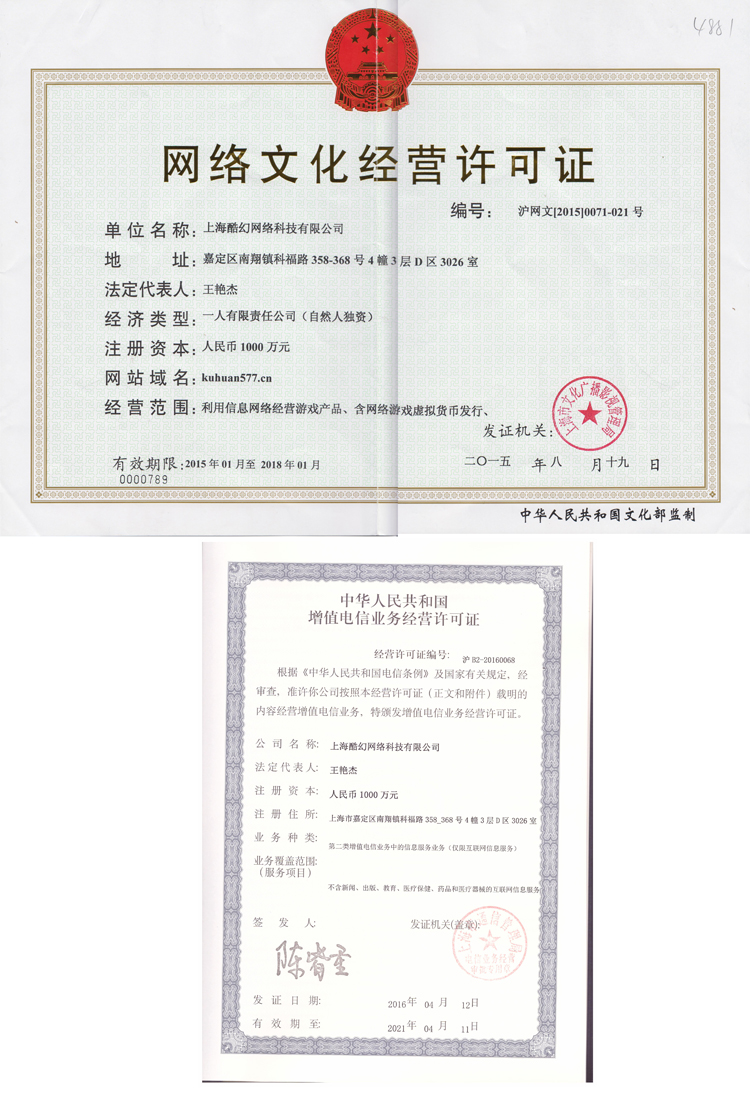 4881
网络文化经营许可证
编号： 沪网文[2015]0071-021 号
单位名称：上海酷幻网络科技有限公司
地 址：嘉定区南翔镇科福路 358-368 号 4 幢 3 层 D 区 3026 室
法定代表人：王艳杰
经济类型：一人有限责任公司（自然人独资）
注册资本：人民币 1000 万元
网站域名：kuhuan577.cn
经营范围：利用信息网络经营游戏产品、含网络游戏虚拟货币发行、
上海市文化广播影视管理局
发证机关：
二〇一五 年 八 月 十九 日
有效期限：2015 年 01 月至 2018 年 01 月
0000789
中华人民共和国文化部监制
中华人民共和国
增值电信业务经营许可证
经营许可证编号：沪 B2-20160068
根据《中华人民共和国电信条例》及国家有关规定，经
审查，准许你公司按照本经营许可证（正文和附件）载明的
内容经营增值电信业务，特颁发增值电信业务经营许可证。
公司名称：上海酷幻网络科技有限公司
法定代表人：王艳杰
注册资本：人民币 1000 万元
注册住所：上海市嘉定区南翔镇科福路 358_368 号 4 幢 3 层 D 区 3026 室
业务种类：第二类增值电信业务中的信息服务业务（仅限互联网信息服务）
业务覆盖范围：
（服务项目）
不含新闻、出版、教育、医疗保健、药品和医疗器械的互联网信息服务
签发人： 发证机关(盖章)：
上海市通信管理局
电信业务经营
审批专用章
发证日期： 2016 年 04 月 12 日
有效期至： 2021 年 04 月 11 日